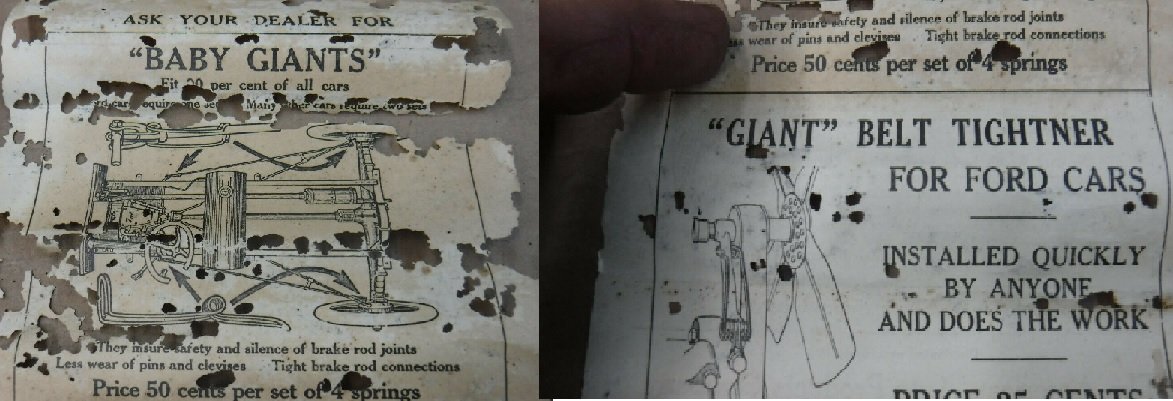 ASK YOUR DEALER FOR
"BABY GIANTS"
Fit per cent of all cars
one Many cars require two sets
They insure safety and silence of brake rod joints
Less wear of pins and clevises Tight brake rod connections
Price 50 cents per set of 4 springs
They insure safety and silence of brake rod joints
wear of pins and clevises Tight brake rod connections
Price 50 cents per set of 4 springs
"GIANT" BELT TIGHTNER
FOR FORD CARS
INSTALLED QUICKLY
BY ANYONE
AND DOES THE WORK
PRICE 25 CENTS